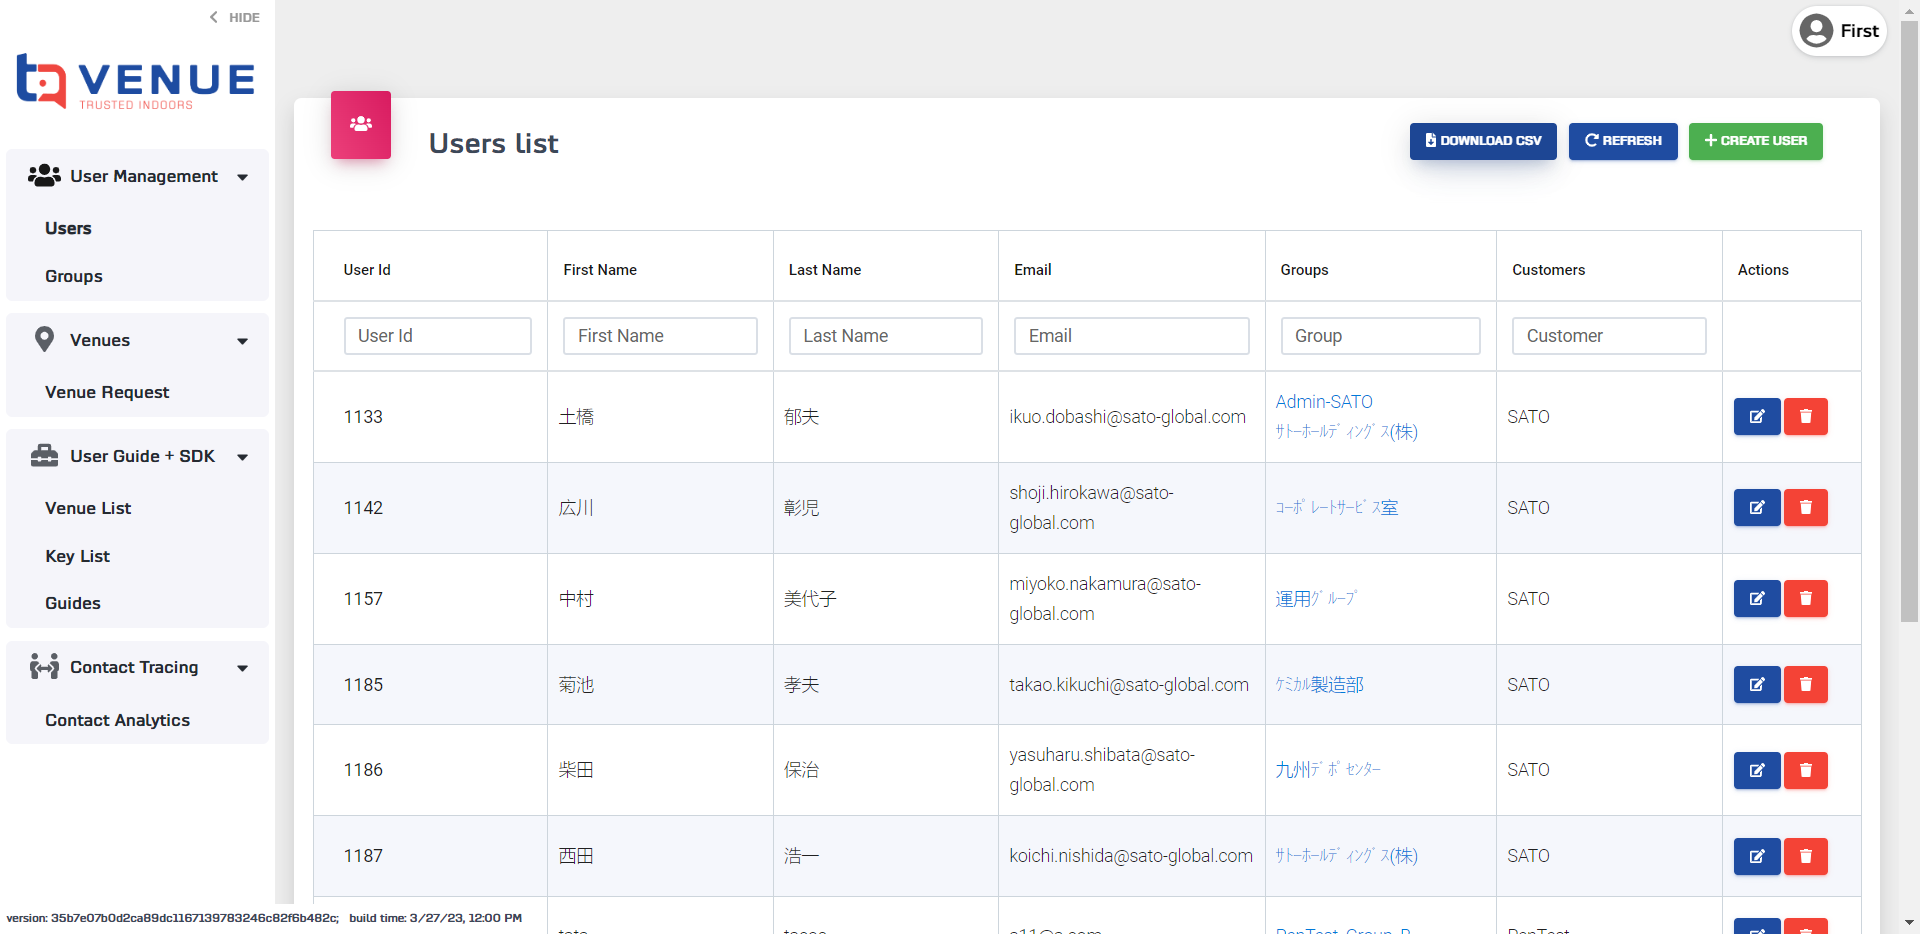 HIDE
VENUE
TRUSTED INDOORS
First
User Management
Users
Groups
Venues
Venue Request
User Guide + SDK
Venue List
Key List
Guides
Contact Tracing
Contact Analytics
Users list
DOWNLOAD CSV
REFRESH
CREATE USER
User Id First Name Last Name Email Groups Customers Actions
User Id First Name Last Name Email Group Customer
1133 土橋 郁夫 ikuo.dobashi@sato-global.com Admin-SATO SATO
ｻﾄｰﾎｰﾙﾃﾞｨﾝｸﾞｽ(株)
1142 広川 彰児 shoji.hirokawa@sato- ｺｰﾎﾟﾚｰﾄｻｰﾋﾞｽ室 SATO
global.com
1157 中村 美代子 miyoko.nakamura@sato- 運用ｸﾞﾙｰﾌﾟ SATO
global.com
1185 菊池 孝夫 takao.kikuchi@sato-global.com ｹﾐｶﾙ製造部 SATO
1186 柴田 保治 yasuharu.shibata@sato- 九州ﾃﾞﾎﾟｾﾝﾀｰ SATO
global.com
1187 西田 浩一 koichi.nishida@sato-global.com ｻﾄｰﾎｰﾙﾃﾞｨﾝｸﾞｽ(株) SATO
version: 35b7e07b0d2ca89dc1167139783246c82f6b482c; build time: 3/27/23, 12:00 PM